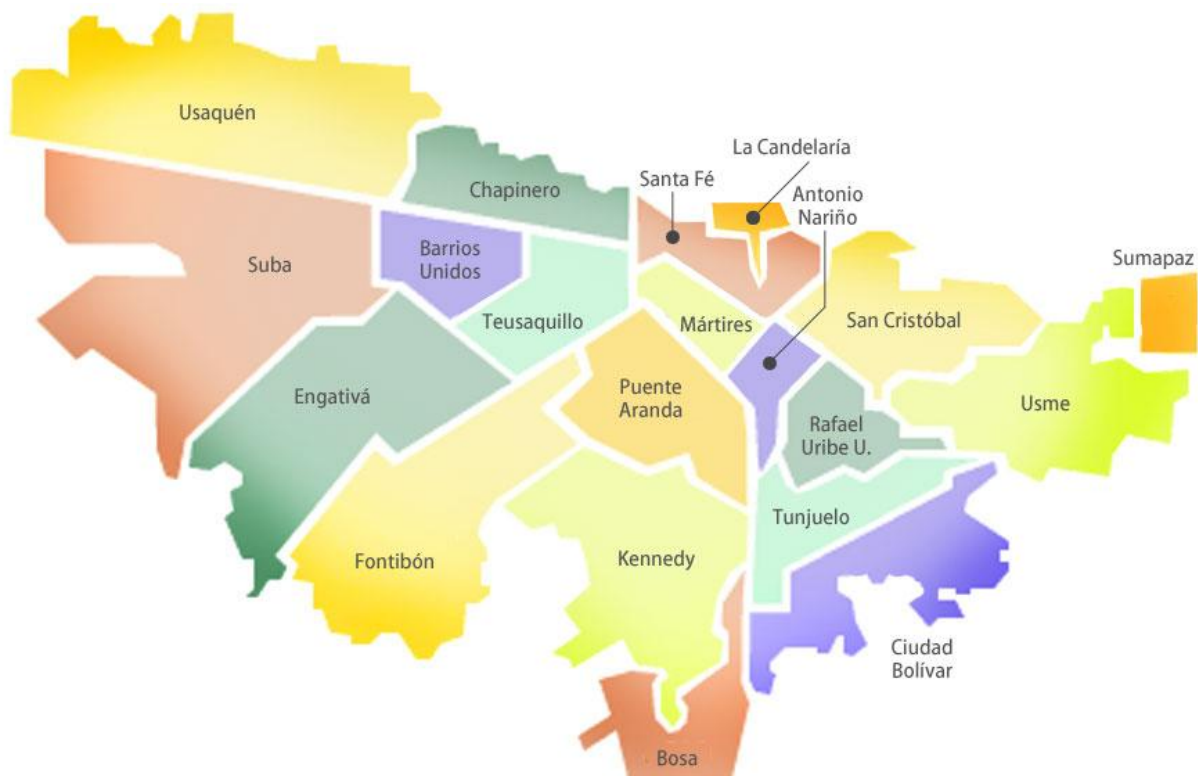 Usaquén
La Candelaría
Santa Fé
Antonio
Nariño
Chapinero
Barrios
Unidos
Suba
Sumapaz
Teusaquillo
Mártires
San Cristóbal
Engativá
Puente
Aranda
Usme
Rafael
Uribe U.
Tunjuelo
Fontibón
Kennedy
Ciudad
Bolívar
Bosa